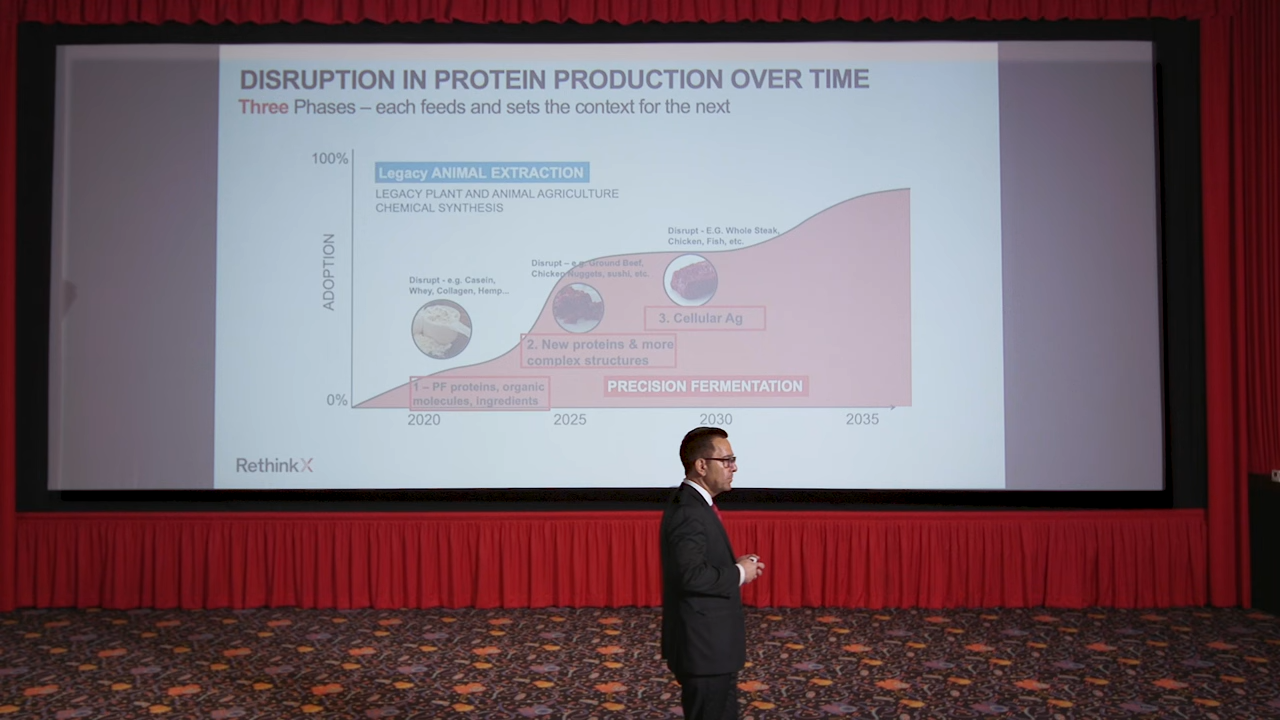 DISRUPTION IN PROTEIN PRODUCTION OVER TIME
Three Phases – each feeds and sets the context for the next
100%
Legacy ANIMAL EXTRACTION
LEGACY PLANT AND ANIMAL AGRICULTURE
CHEMICAL SYNTHESIS
ADOPTION
Disrupt - E.G. Whole Steak,
Chicken, Fish, etc.
Disrupt – e.g. Ground Beef,
Chicken Nuggets, sushi, etc.
Disrupt - e.g. Casein,
Whey, Collagen, Hemp...
3. Cellular Ag
2. New proteins & more
complex structures
1 – PF proteins, organic
molecules, ingredients
PRECISION FERMENTATION
0%
2020 2025 2030 2035
RethinkX